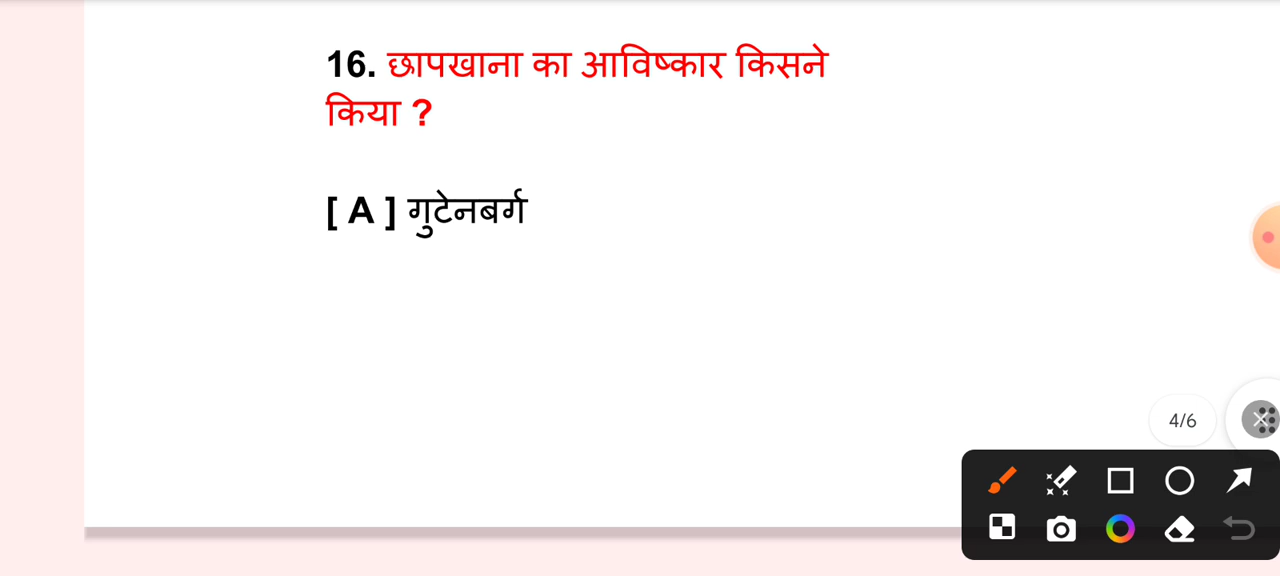 16. छापखाना का आविष्कार किसने
किया ?
[ A ] गुटेनबर्ग
4/6